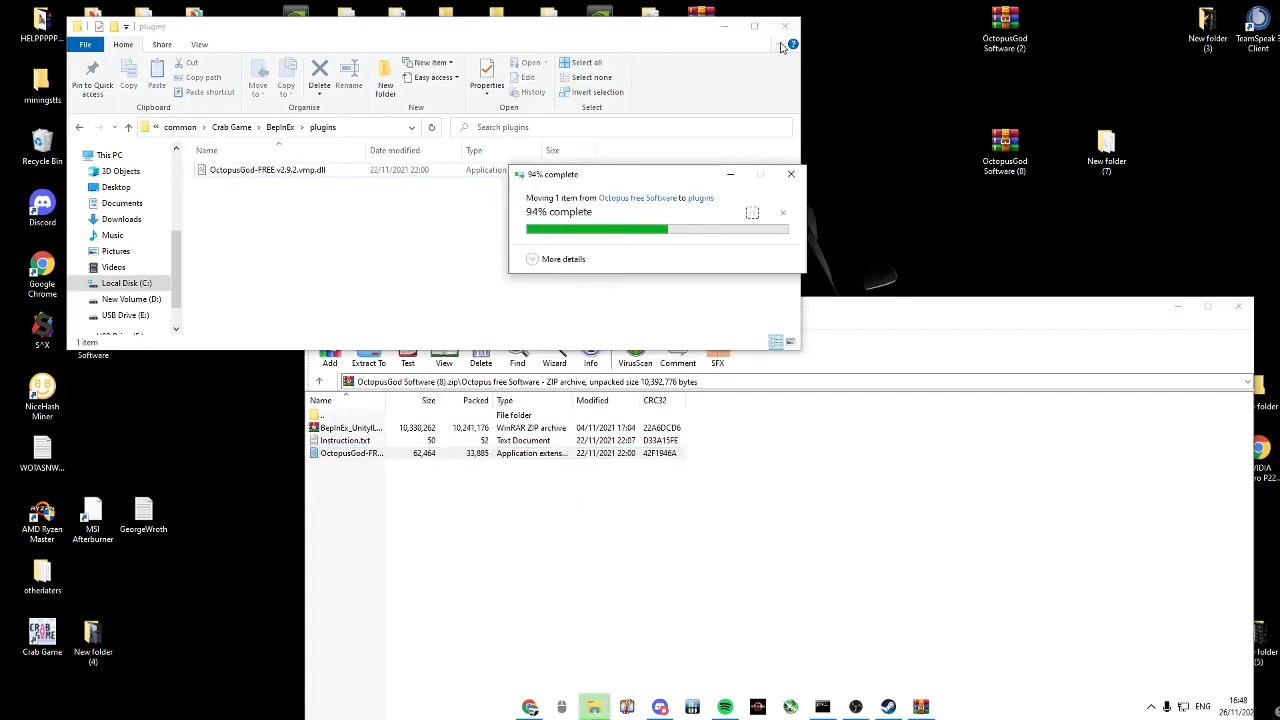 plugins
File
Home
Share
View
Pin to Quick access
Copy
Paste
Cut
Copy path
Paste shortcut
Clipboard
Move to
Copy to
Delete
Rename
Organise
New folder
New item
Easy access
New
Properties
Open
Edit
History
Open
Select all
Select none
Invert selection
Select
« common > Crab Game > BepInEx > plugins
Search plugins
Name
Date modified
Type
Size
OctopusGod-FREE v2.9.2.vmp.dll
22/11/2021 22:00
Application
This PC
3D Objects
Desktop
Documents
Downloads
Music
Pictures
Videos
Local Disk (C:)
New Volume (D:)
USB Drive (E:)
1 item
94% complete
Moving 1 item from Octopus free Software to plugins
94% complete
More details
Add
Extract To
Test
View
Delete
Find
Wizard
Info
VirusScan
Comment
SFX
OctopusGod Software (8).zip\Octopus free Software - ZIP archive, unpacked size 10,392,776 bytes
Name
Size
Packed
Type
Modified
CRC32
..
File folder
BepInEx_UnityIL... 10,330,262 10,241,176 WinRAR ZIP archive 04/11/2021 17:04 22A6DCD6
Instruction.txt 50 52 Text Document 22/11/2021 22:07 D33A15FE
OctopusGod-FR... 62,464 33,885 Application extens... 22/11/2021 22:00 42F1946A
HELPPPPP...
miningstts
Recycle Bin
Discord
Google Chrome
S^X
Software
NiceHash Miner
WOTASNW...
AMD Ryzen Master
MSI Afterburner
GeorgeWroth
otherlaters
CRAB GAME
Crab Game
New folder (4)
OctopusGod Software (2)
New folder (3)
TeamSpeak 3 Client
OctopusGod Software (8)
New folder (7)
ENG
16:48